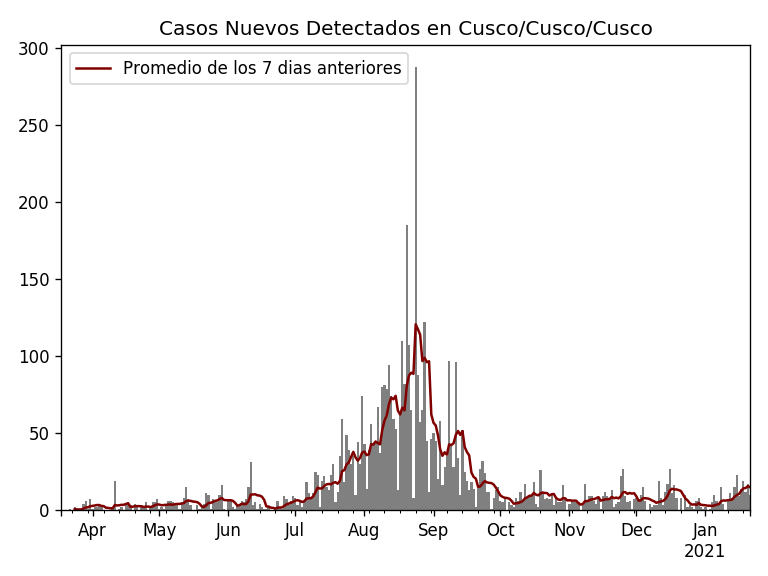 Casos Nuevos Detectados en Cusco/Cusco/Cusco
Promedio de los 7 dias anteriores
300
250
200
150
100
50
0
Apr May Jun Jul Aug Sep Oct Nov Dec Jan
2021